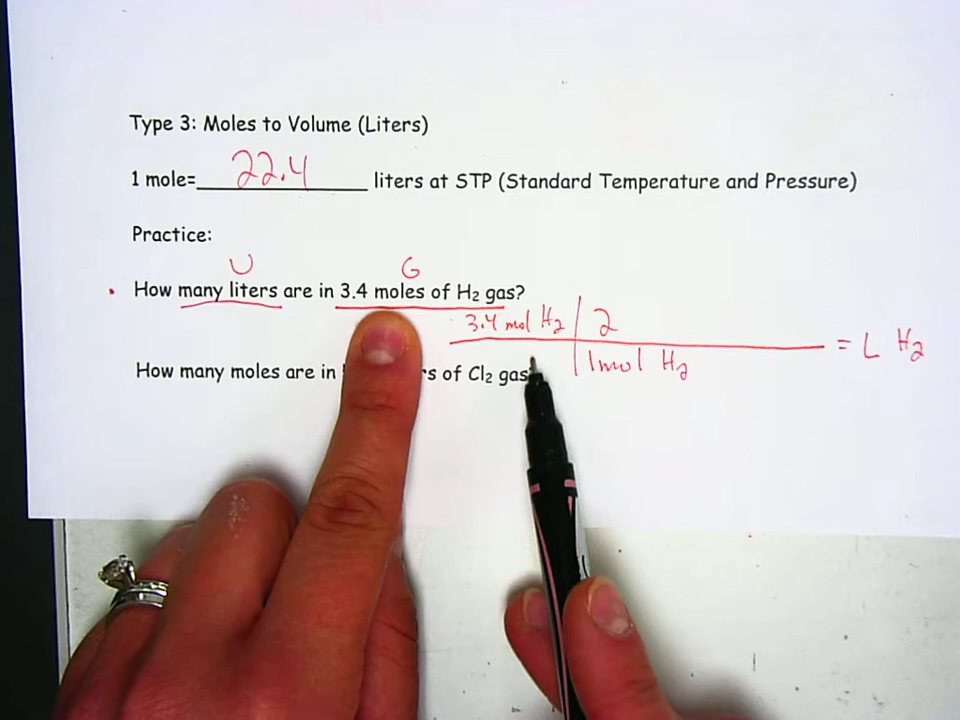 Type 3: Moles to Volume (Liters)
1 mole= 22.4 liters at STP (Standard Temperature and Pressure)
Practice:
U G
How many liters are in 3.4 moles of H₂ gas?
3.4 mol H₂ 2
1mol H₂ = L H₂
How many moles are in s of Cl₂ gas